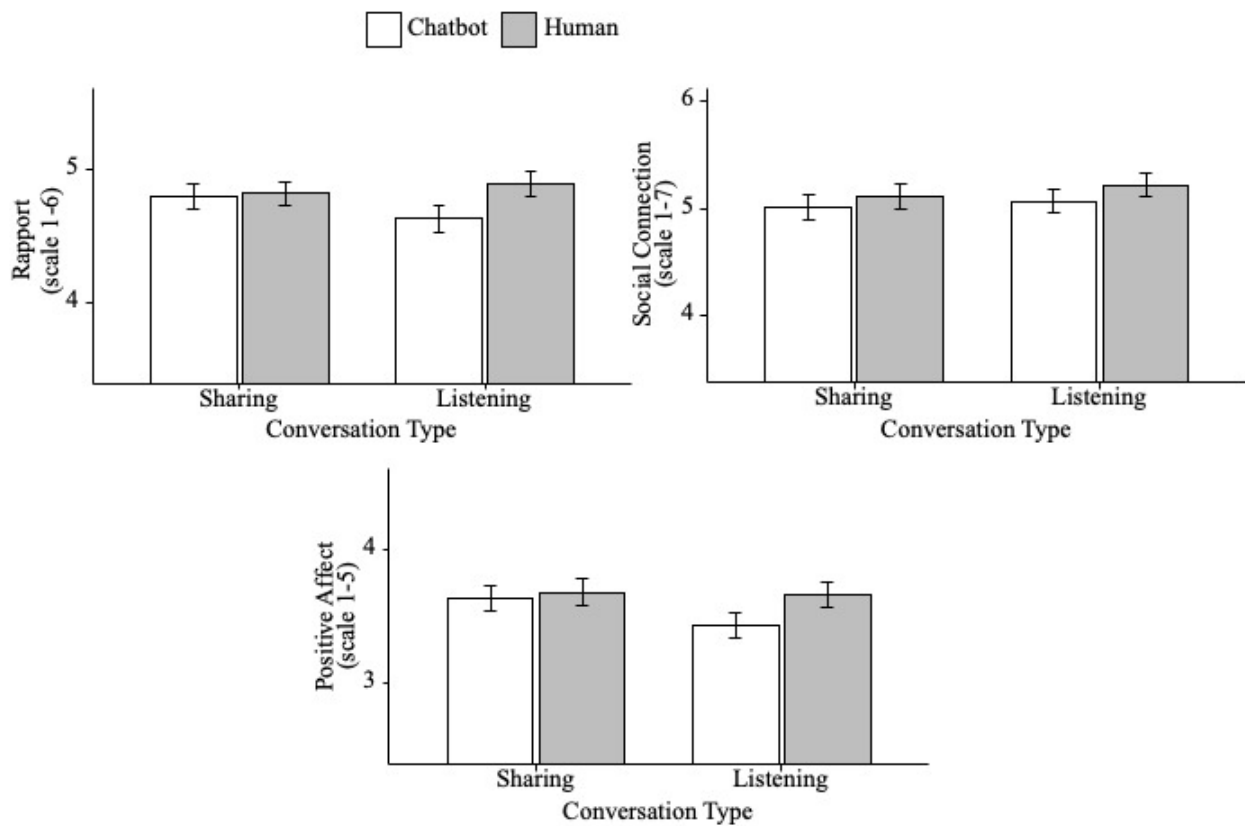 Chatbot Human
Rapport
(scale 1-6)
5
4
Sharing Listening
Conversation Type
Social Connection
(scale 1-7)
6
5
4
Sharing Listening
Conversation Type
Positive Affect
(scale 1-5)
4
3
Sharing Listening
Conversation Type